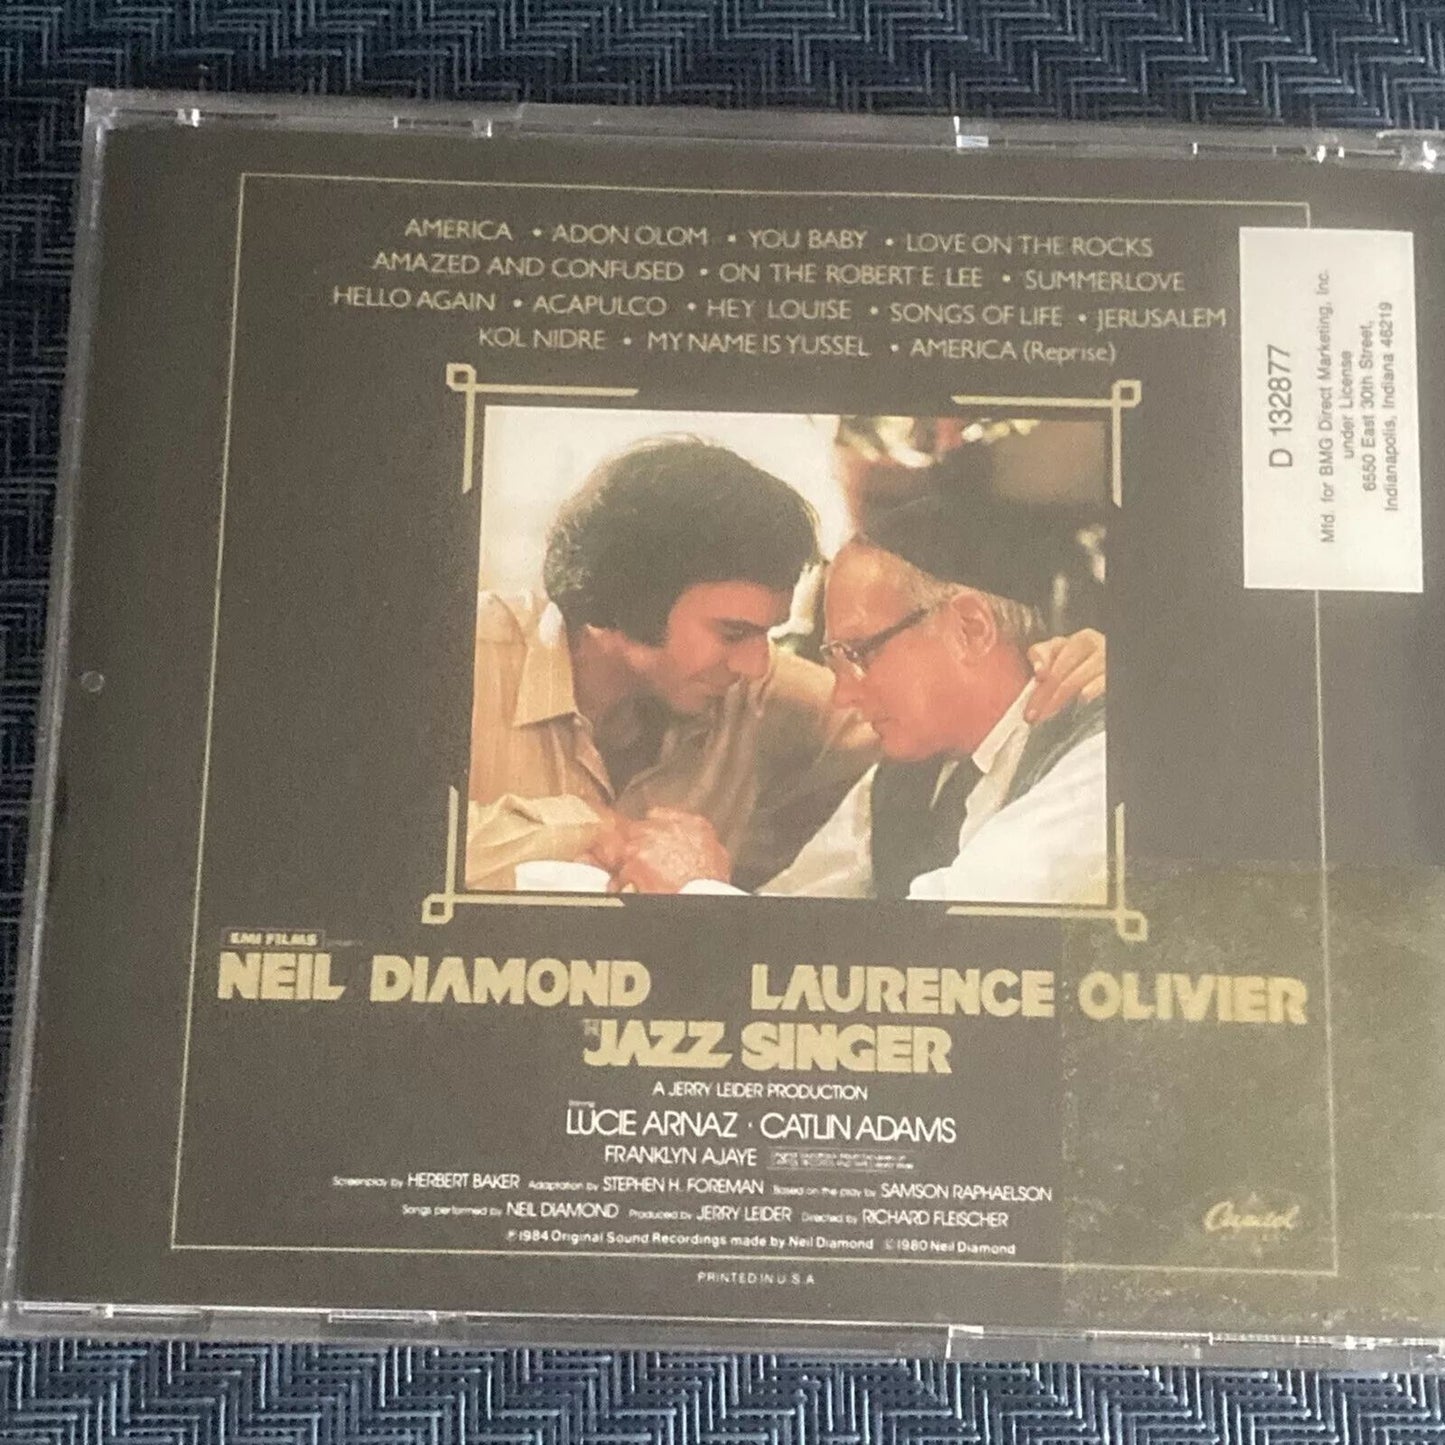 AMERICA • ADON OLOM • YOU BABY • LOVE ON THE ROCKS
AMAZED AND CONFUSED • ON THE ROBERT E. LEE • SUMMERLOVE
HELLO AGAIN • ACAPULCO • HEY LOUISE • SONGS OF LIFE • JERUSALEM
KOL NIDRE • MY NAME IS YUSSEL • AMERICA (Reprise)
D 132877
Mfd. for BMG Direct Marketing, Inc.
under License
6550 East 30th Street,
Indianapolis, Indiana 46219
EMI FILMS
NEIL DIAMOND LAURENCE OLIVIER
THE JAZZ SINGER
A JERRY LEIDER PRODUCTION
Starring
LUCIE ARNAZ · CATLIN ADAMS
FRANKLYN AJAYE
Screenplay by HERBERT BAKER Adaptation by STEPHEN H. FOREMAN Based on the play by SAMSON RAPHAELSON
Songs performed by NEIL DIAMOND Produced by JERRY LEIDER Directed by RICHARD FLEISCHER
℗1984 Original Sound Recordings made by Neil Diamond ©1980 Neil Diamond
Capitol
PRINTED IN U.S.A.